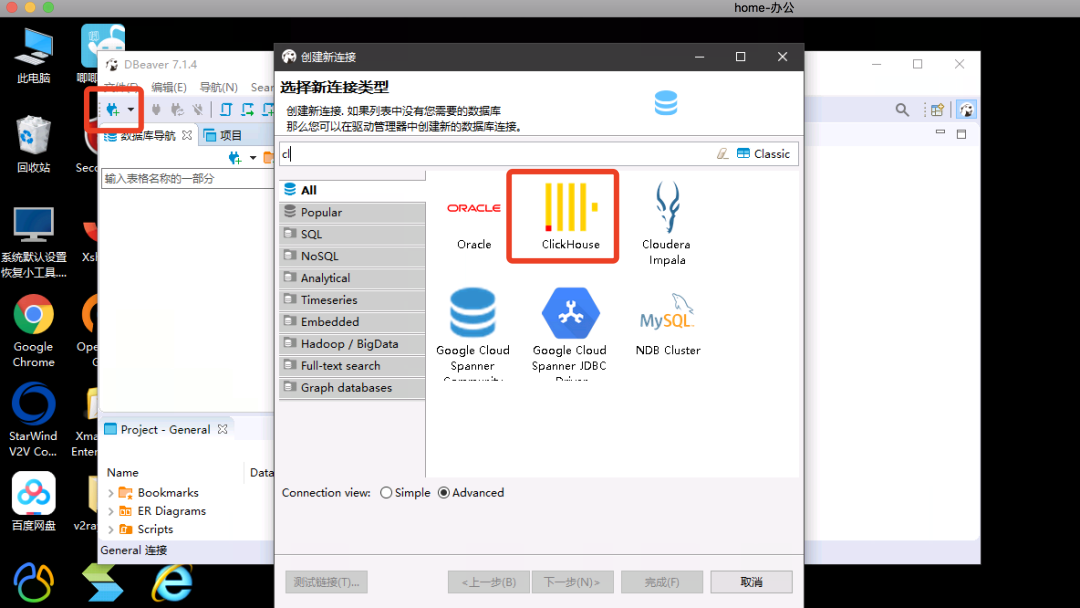 home-办公
此电脑
唧唧
回收站
系统默认设置
恢复小工具....
Google
Chrome
StarWind
V2V Co...
Enter
百度网盘
DBeaver 7.1.4
文件(F) 编辑(E) 导航(N) Sear
数据库导航 项目
输入表格名称的一部分
Project - General
Name Data
Bookmarks
ER Diagrams
Scripts
General 连接
创建新连接
选择新连接类型
创建新连接. 如果列表中没有您需要的数据库
那么您可以在驱动管理器中创建新的数据库连接。
cl Classic
All
Popular
SQL
NoSQL
Analytical
Timeseries
Embedded
Hadoop / BigData
Full-text search
Graph databases
ORACLE
Oracle
ClickHouse
Cloudera
Impala
Google Cloud
Spanner
Community
Google Cloud
Spanner JDBC
Driver
MySQL
NDB Cluster
Connection view: Simple Advanced
测试链接(T)... <上一步(B) 下一步(N)> 完成(F) 取消